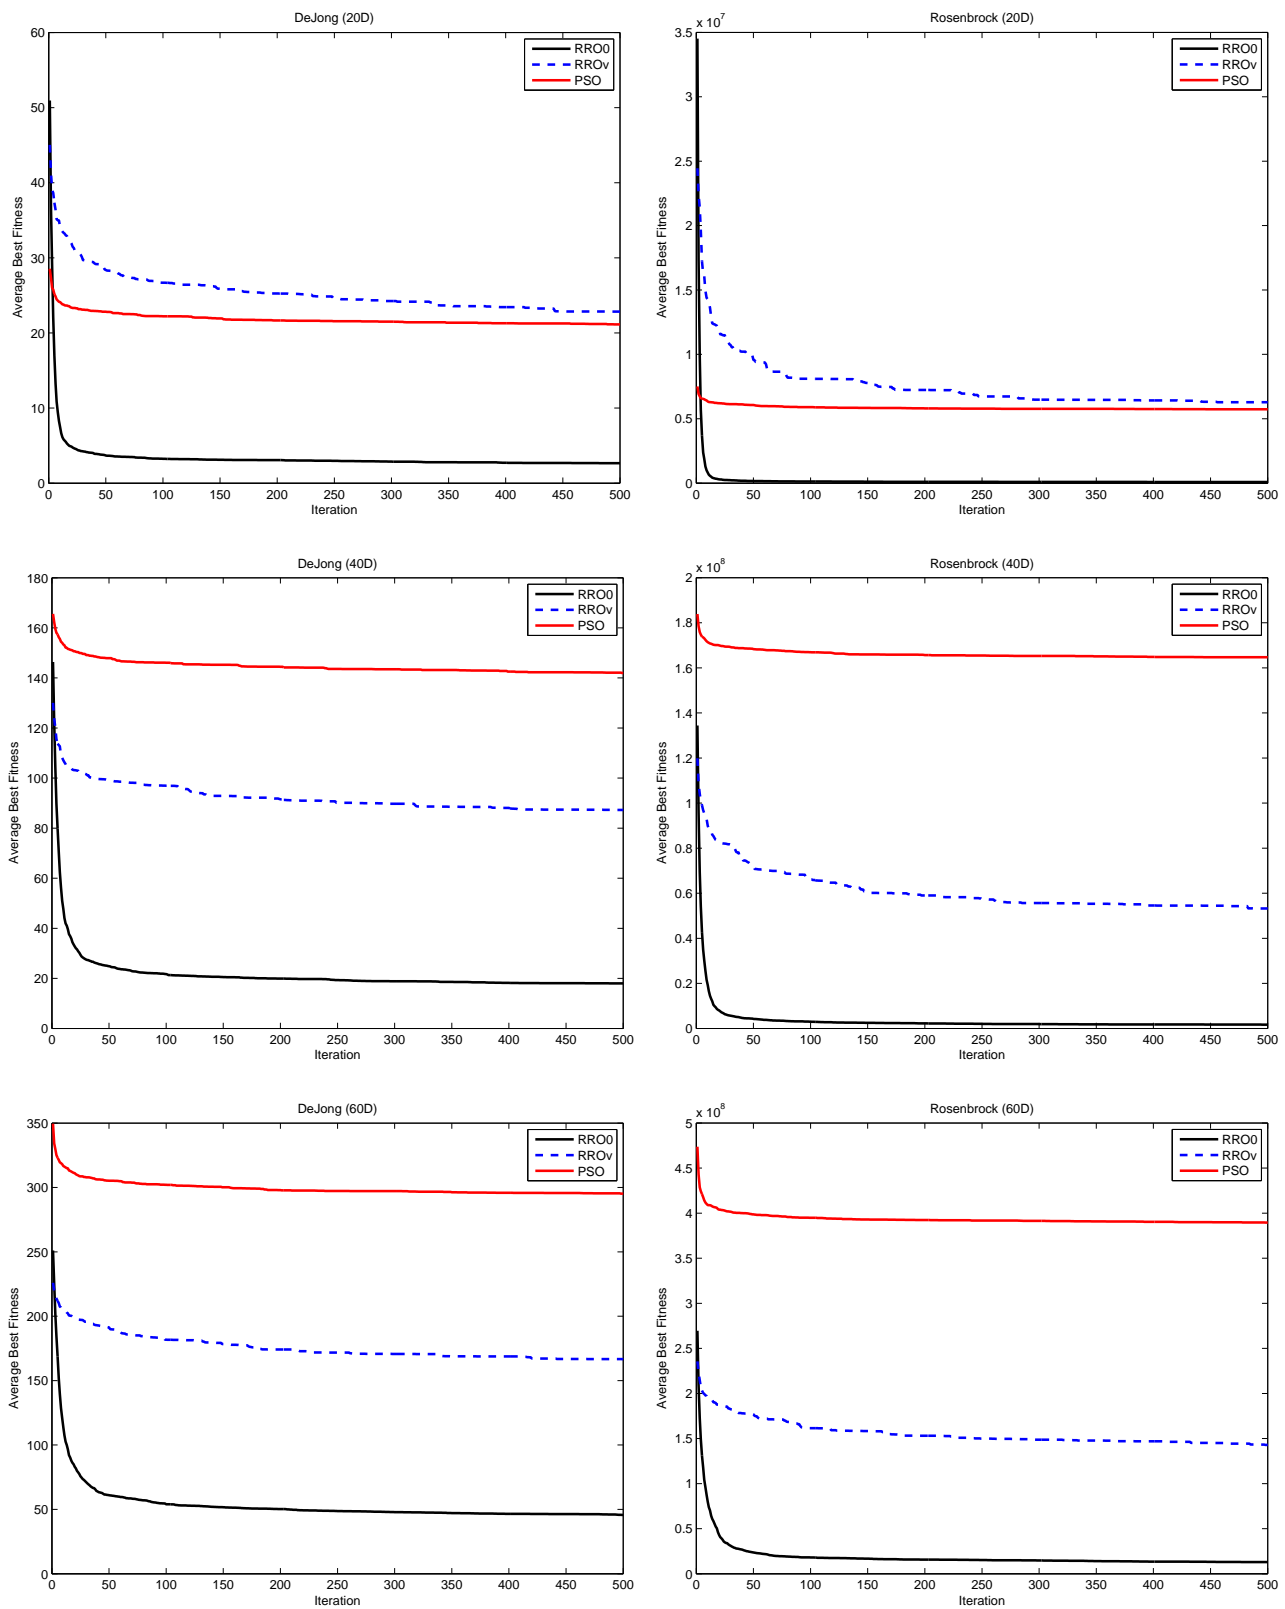 DeJong (20D)
60
50
40
30
20
10
0
Average Best Fitness
0 50 100 150 200 250 300 350 400 450 500
Iteration
RRO0
RROv
PSO
Rosenbrock (20D)
x 10^7
3.5
3
2.5
2
1.5
1
0.5
0
Average Best Fitness
0 50 100 150 200 250 300 350 400 450 500
Iteration
RRO0
RROv
PSO
DeJong (40D)
180
160
140
120
100
80
60
40
20
0
Average Best Fitness
0 50 100 150 200 250 300 350 400 450 500
Iteration
RRO0
RROv
PSO
Rosenbrock (40D)
x 10^8
2
1.8
1.6
1.4
1.2
1
0.8
0.6
0.4
0.2
0
Average Best Fitness
0 50 100 150 200 250 300 350 400 450 500
Iteration
RRO0
RROv
PSO
DeJong (60D)
350
300
250
200
150
100
50
0
Average Best Fitness
0 50 100 150 200 250 300 350 400 450 500
Iteration
RRO0
RROv
PSO
Rosenbrock (60D)
x 10^8
5
4.5
4
3.5
3
2.5
2
1.5
1
0.5
0
Average Best Fitness
0 50 100 150 200 250 300 350 400 450 500
Iteration
RRO0
RROv
PSO